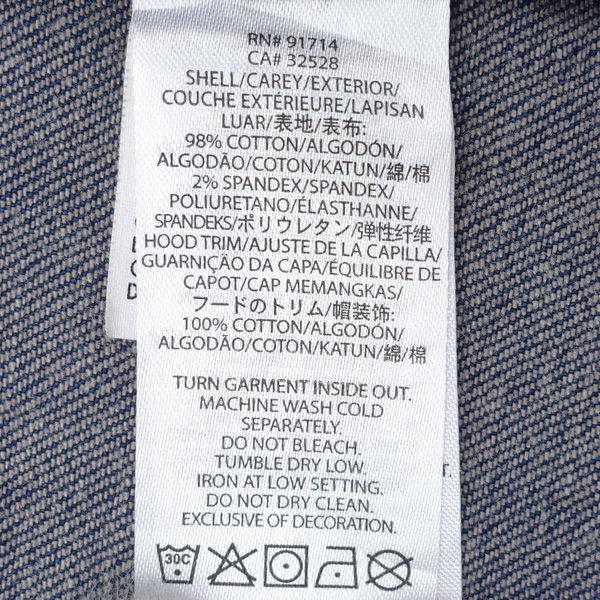 RN# 91714
CA# 32528
SHELL/CAREY/EXTERIOR/
COUCHE EXTÉRIEURE/LAPISAN
LUAR/表地/表布:
98% COTTON/ALGODÓN/
ALGODÃO/COTON/KATUN/綿/棉
2% SPANDEX/SPANDEX/
POLIURETANO/ÉLASTHANNE/
SPANDEKS/ポリウレタン/弹性纤维
HOOD TRIM/AJUSTE DE LA CAPILLA/
GUARNIÇÃO DA CAPA/ÉQUILIBRE DE
CAPOT/CAP MEMANGKAS/
フードのトリム/帽装饰:
100% COTTON/ALGODÓN/
ALGODÃO/COTON/KATUN/綿/棉
TURN GARMENT INSIDE OUT.
MACHINE WASH COLD
SEPARATELY.
DO NOT BLEACH.
TUMBLE DRY LOW.
IRON AT LOW SETTING.
DO NOT DRY CLEAN.
EXCLUSIVE OF DECORATION.
30C